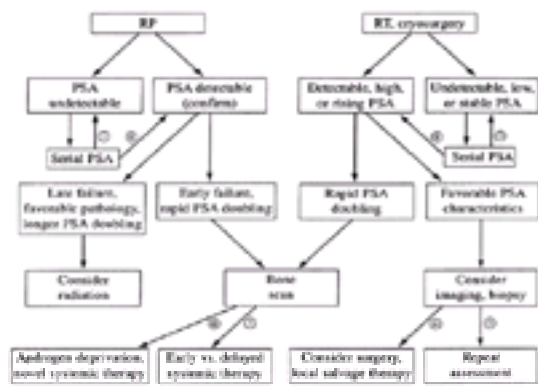 RP
RT, cryosurgery
PSA
undetectable
PSA detectable
(confirm)
Detectable, high,
or rising PSA
Undetectable, low,
or stable PSA
Serial PSA
Serial PSA
Late failure,
favorable pathology,
longer PSA doubling
Early failure,
rapid PSA doubling
Rapid PSA
doubling
Favorable PSA
characteristics
Consider
radiation
Bone
scan
Consider
imaging, biopsy
Androgen deprivation,
novel systemic therapy
Early vs. delayed
systemic therapy
Consider surgery,
local salvage therapy
Repeat
assessment